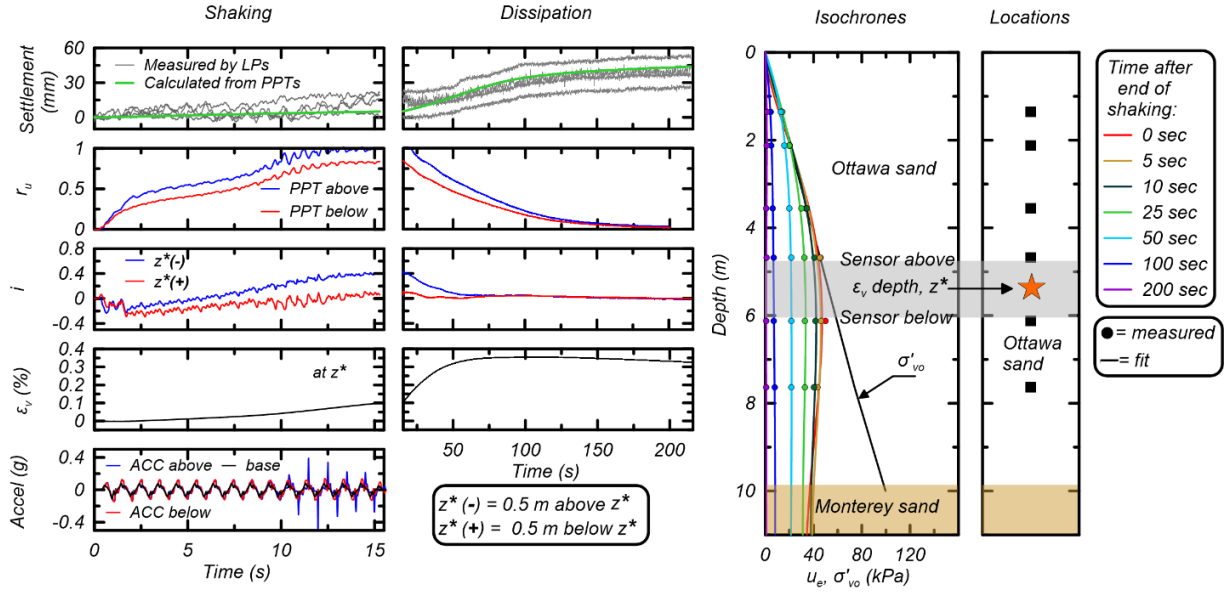 Shaking
Dissipation
Isochrones
Locations
Settlement
(mm)
60
30
0
Measured by LPs
Calculated from PPTs
r_u
1
0.5
0
PPT above
PPT below
i
0.8
0.4
0
-0.4
z*(-)
z*(+)
ε_v (%)
0.4
0.3
0.2
0.1
0
at z*
Accel (g)
0.4
0
-0.4
ACC above
base
ACC below
0
5
10
15
Time (s)
50
100
150
200
Time (s)
z*(-) = 0.5 m above z*
z*(+) = 0.5 m below z*
Depth (m)
0
2
4
6
8
10
Ottawa sand
Sensor above
ε_v depth, z*
Sensor below
σ'_vo
Monterey sand
0
40
80
120
u_e, σ'_vo (kPa)
Ottawa
sand
Time after
end of
shaking:
0 sec
5 sec
10 sec
25 sec
50 sec
100 sec
200 sec
= measured
= fit